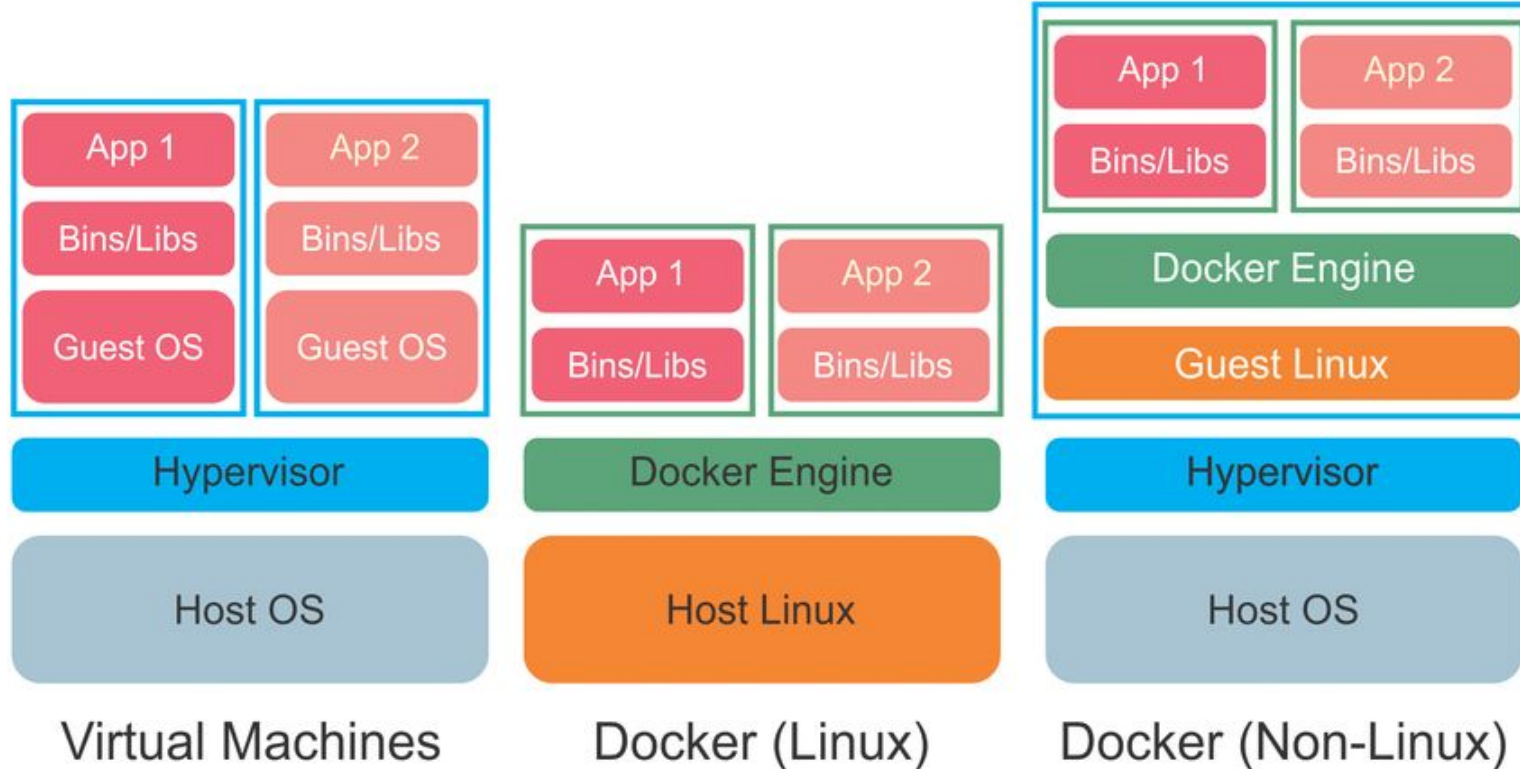 App 1
App 2
Bins/Libs
Bins/Libs
Guest OS
Guest OS
Hypervisor
Host OS
Virtual Machines
App 1
App 2
Bins/Libs
Bins/Libs
Docker Engine
Host Linux
Docker (Linux)
App 1
App 2
Bins/Libs
Bins/Libs
Docker Engine
Guest Linux
Hypervisor
Host OS
Docker (Non-Linux)